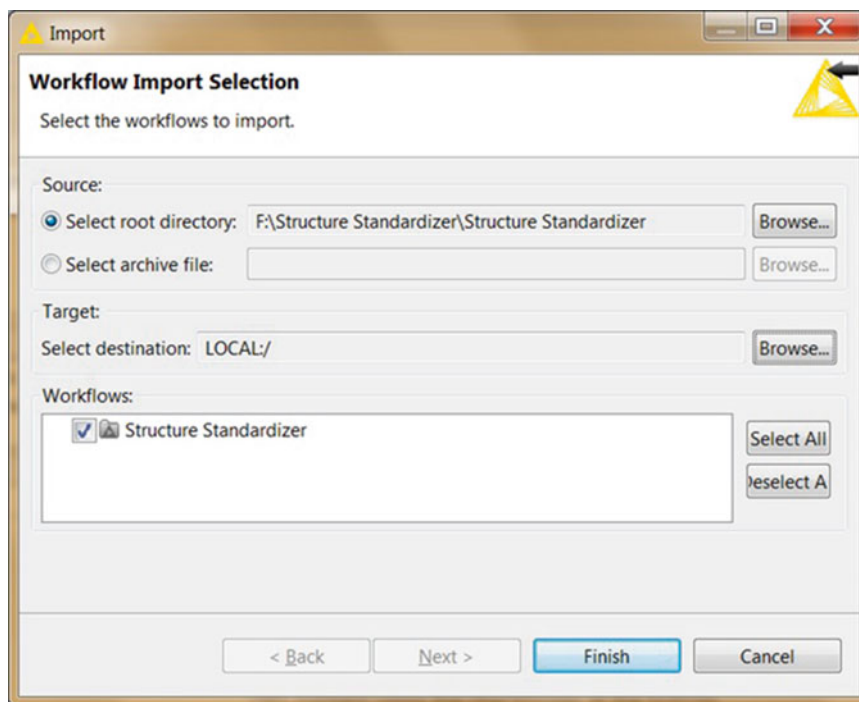 Import
Workflow Import Selection
Select the workflows to import.
Source:
Select root directory: F:\Structure Standardizer\Structure Standardizer Browse...
Select archive file: Browse...
Target:
Select destination: LOCAL:/ Browse...
Workflows:
Structure Standardizer
Select All
Deselect A
< Back Next > Finish Cancel